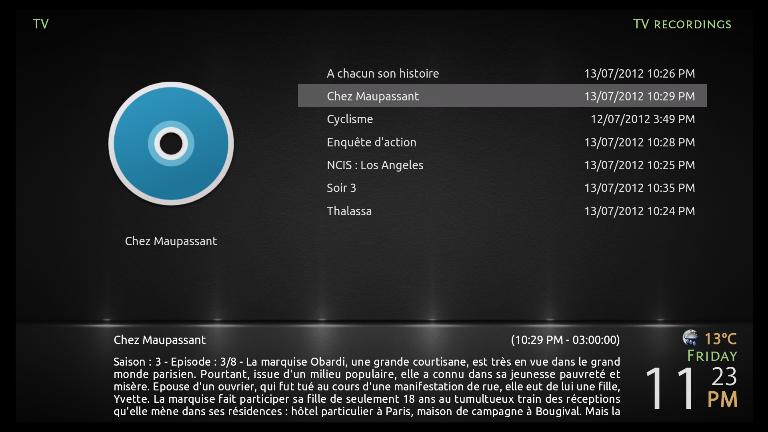 TV
TV RECORDINGS
A chacun son histoire 13/07/2012 10:26 PM
Chez Maupassant 13/07/2012 10:29 PM
Cyclisme 12/07/2012 3:49 PM
Enquête d'action 13/07/2012 10:28 PM
NCIS : Los Angeles 13/07/2012 10:25 PM
Soir 3 13/07/2012 10:35 PM
Thalassa 13/07/2012 10:24 PM
Chez Maupassant
Chez Maupassant (10:29 PM - 03:00:00)
Saison : 3 - Episode : 3/8 - La marquise Obardi, une grande courtisane, est très en vue dans le grand
monde parisien. Pourtant, issue d'un milieu populaire, elle a connu dans sa jeunesse pauvreté et
misère. Epouse d'un ouvrier, qui fut tué au cours d'une manifestation de rue, elle eut de lui une fille,
Yvette. La marquise fait participer sa fille de seulement 18 ans au tumultueux train des réceptions
qu'elle mène dans ses résidences : hôtel particulier à Paris, maison de campagne à Bougival. Mais la
13°C
FRIDAY
11 23
PM